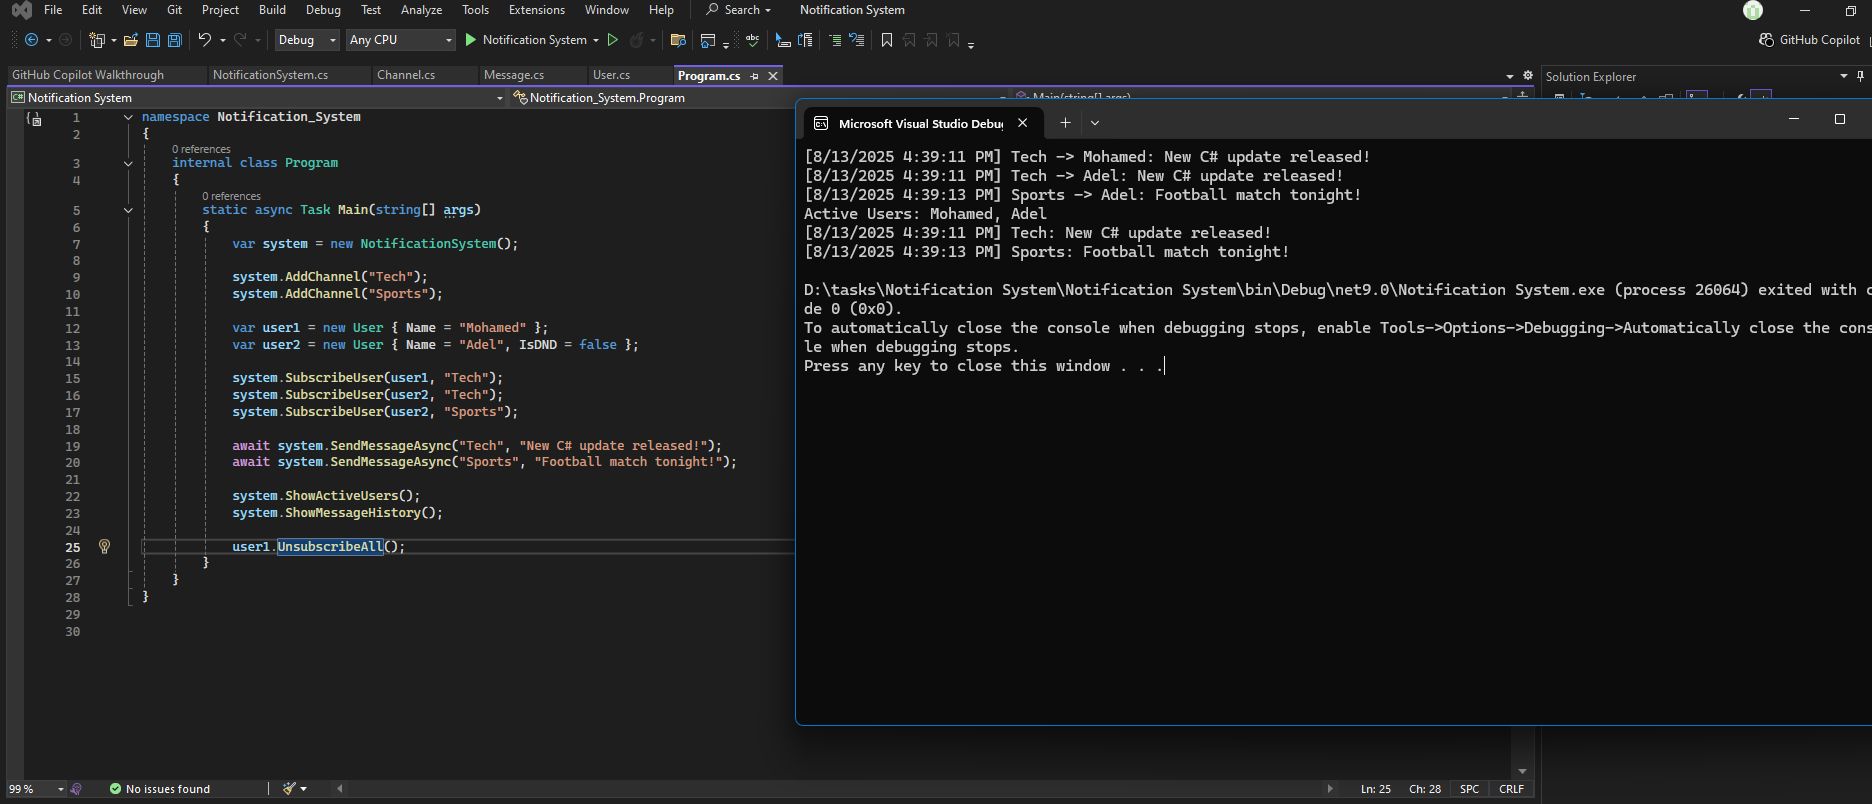 File Edit View Git Project Build Debug Test Analyze Tools Extensions Window Help Search Notification System
Debug Any CPU Notification System GitHub Copilot
GitHub Copilot Walkthrough NotificationSystem.cs Channel.cs Message.cs User.cs Program.cs
Solution Explorer
Notification System Notification_System.Program Main(string[] args)
1 namespace Notification_System
2 {
0 references
3 internal class Program
4 {
0 references
5 static async Task Main(string[] args)
6 {
7 var system = new NotificationSystem();
8
9 system.AddChannel("Tech");
10 system.AddChannel("Sports");
11
12 var user1 = new User { Name = "Mohamed" };
13 var user2 = new User { Name = "Adel", IsDND = false };
14
15 system.SubscribeUser(user1, "Tech");
16 system.SubscribeUser(user2, "Tech");
17 system.SubscribeUser(user2, "Sports");
18
19 await system.SendMessageAsync("Tech", "New C# update released!");
20 await system.SendMessageAsync("Sports", "Football match tonight!");
21
22 system.ShowActiveUsers();
23 system.ShowMessageHistory();
24
25 user1.UnsubscribeAll();
26 }
27 }
28 }
29
30
Microsoft Visual Studio Debug
[8/13/2025 4:39:11 PM] Tech -> Mohamed: New C# update released!
[8/13/2025 4:39:11 PM] Tech -> Adel: New C# update released!
[8/13/2025 4:39:13 PM] Sports -> Adel: Football match tonight!
Active Users: Mohamed, Adel
[8/13/2025 4:39:11 PM] Tech: New C# update released!
[8/13/2025 4:39:13 PM] Sports: Football match tonight!
D:\tasks\Notification System\Notification System\bin\Debug\net9.0\Notification System.exe (process 26064) exited with c
de 0 (0x0).
To automatically close the console when debugging stops, enable Tools->Options->Debugging->Automatically close the cons
le when debugging stops.
Press any key to close this window . . .
99 % No issues found Ln: 25 Ch: 28 SPC CRLF